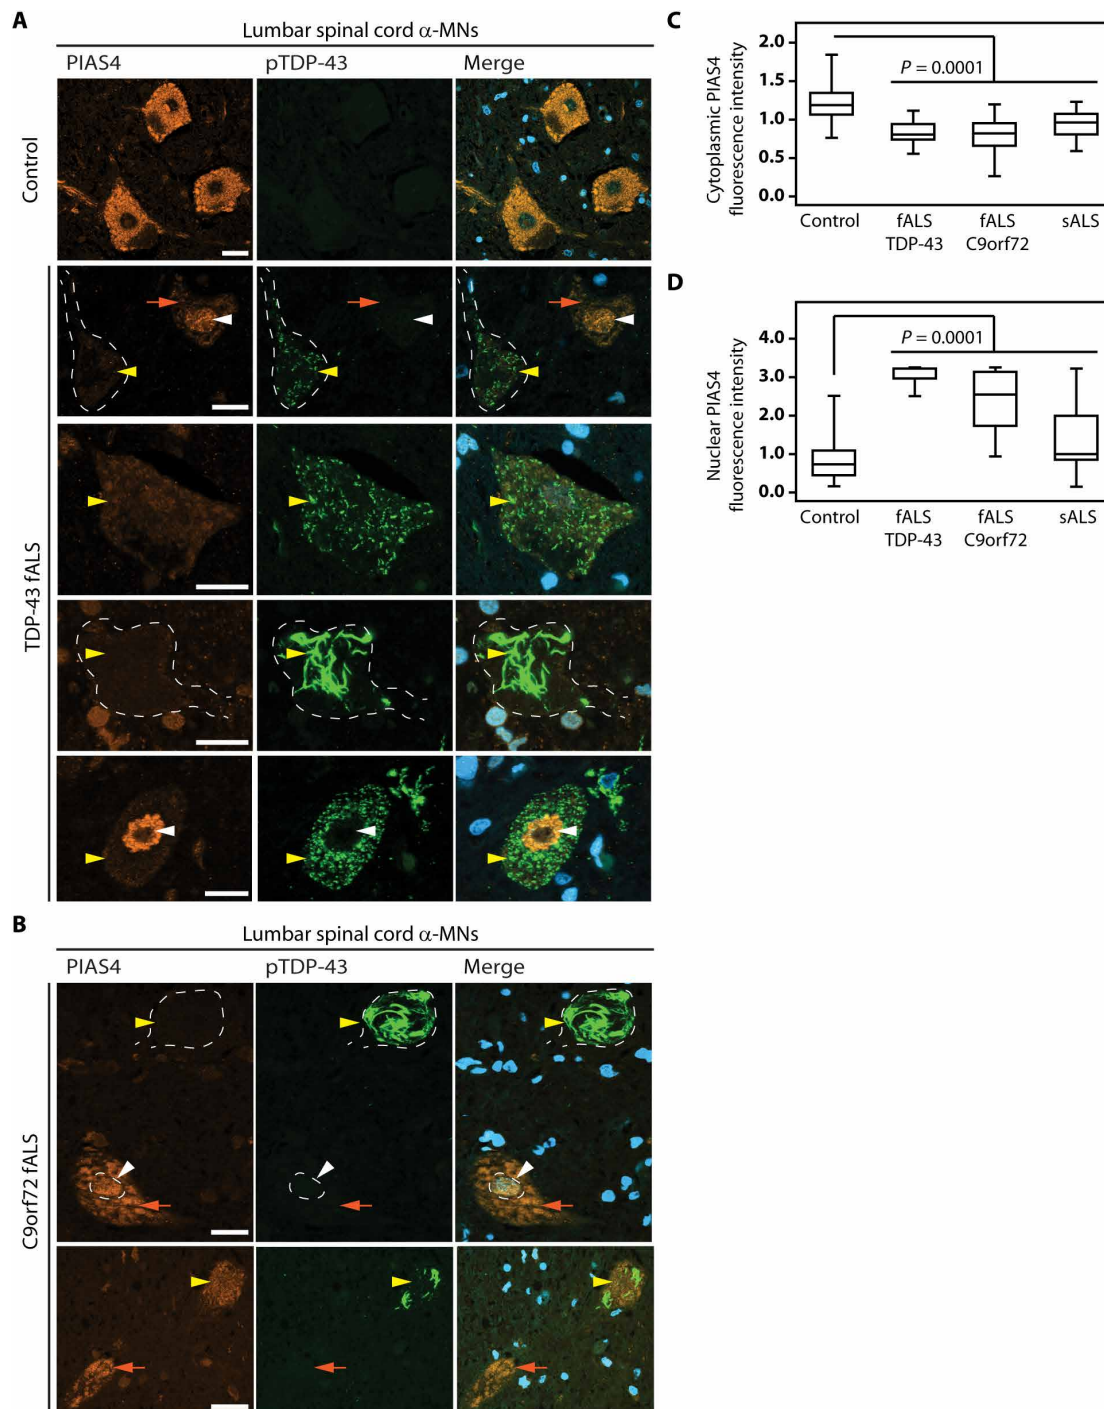 A
Lumbar spinal cord α-MNs
PIAS4 pTDP-43 Merge
Control
TDP-43 fALS
B
Lumbar spinal cord α-MNs
PIAS4 pTDP-43 Merge
C9orf72 fALS
C
Cytoplasmic PIAS4
fluorescence intensity
2.0
1.5
1.0
0.5
0.0
P = 0.0001
Control fALS fALS sALS
TDP-43 C9orf72
D
Nuclear PIAS4
fluorescence intensity
4.0
3.0
2.0
1.0
0.0
P = 0.0001
Control fALS fALS sALS
TDP-43 C9orf72